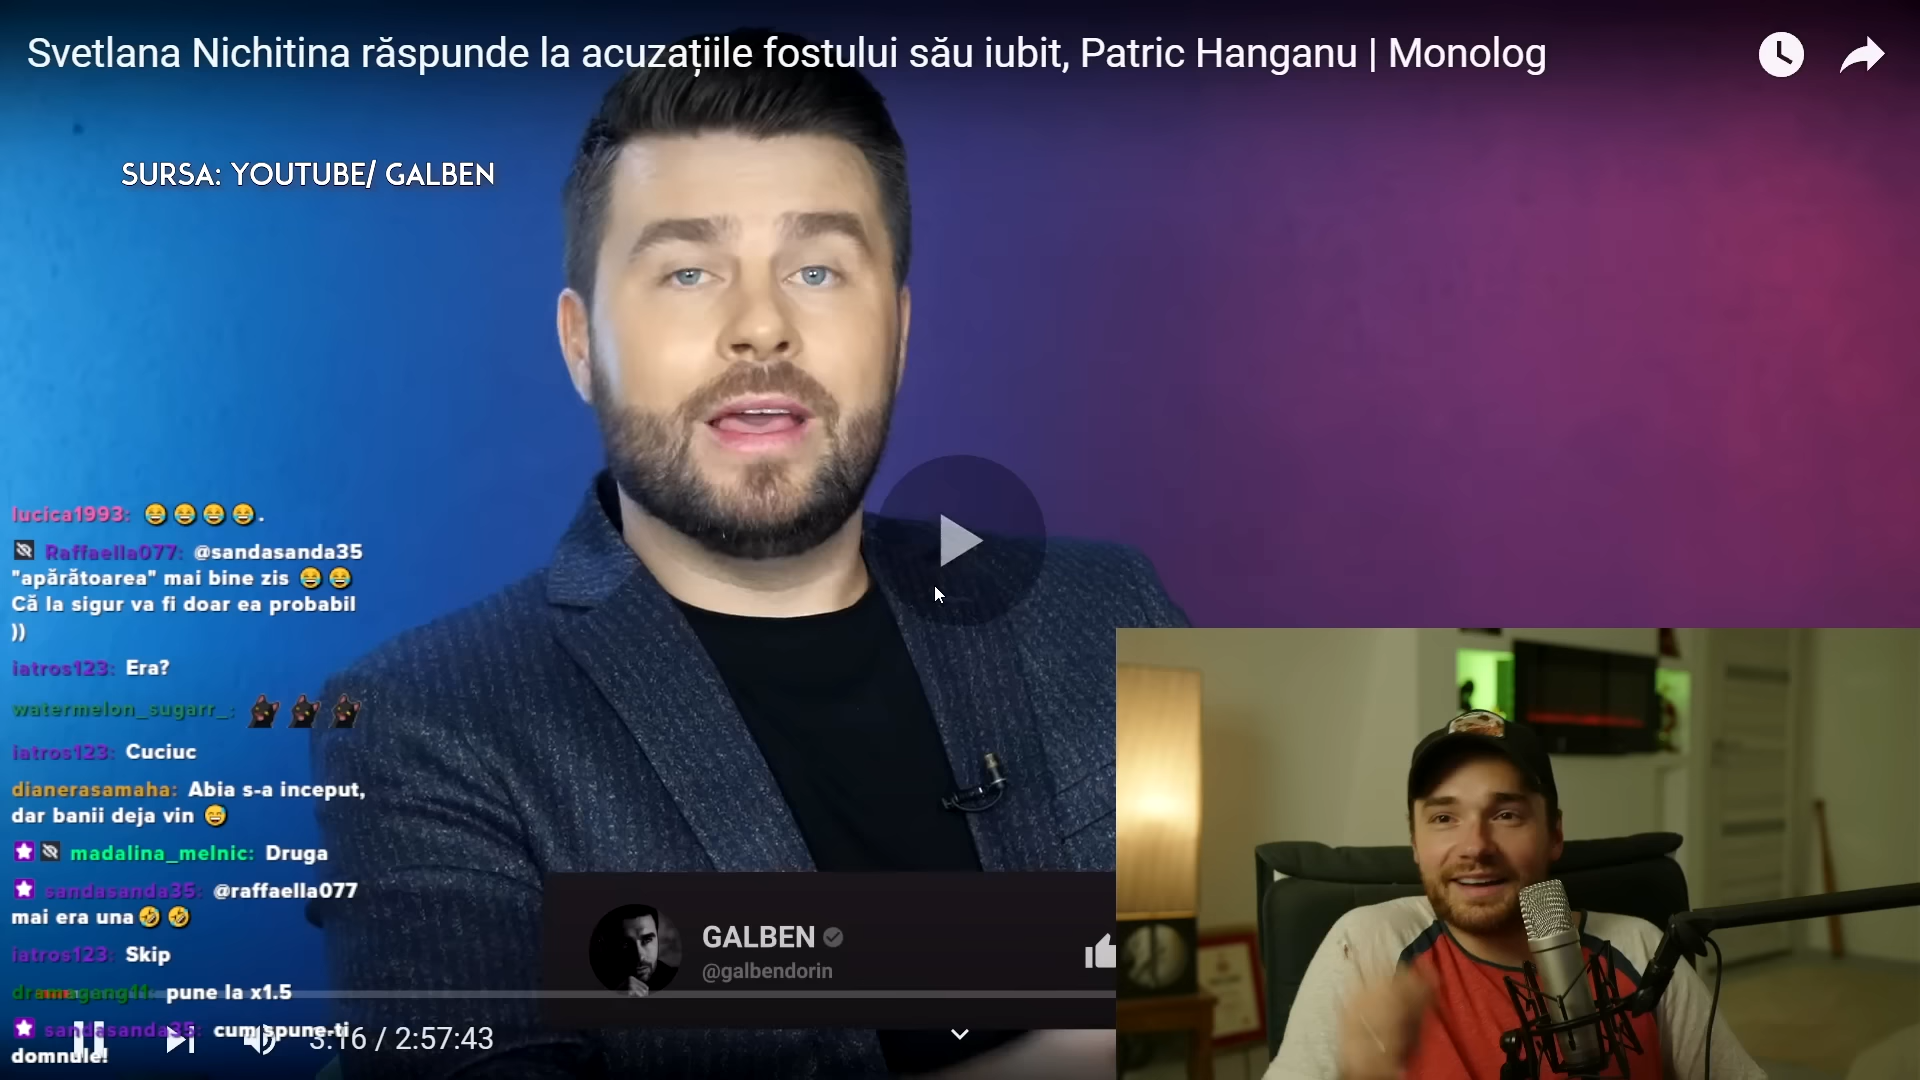 Svetlana Nichitina răspunde la acuzațiile fostului său iubit, Patric Hanganu | Monolog
SURSA: YOUTUBE/ GALBEN
lucica1993: 😂😂😂😂.
Raffaella077: @sandasanda35
"apărătoarea" mai bine zis 😂😂
Că la sigur va fi doar ea probabil
))
iatros123: Era?
watermelon_sugarr_:
iatros123: Cuciuc
dianerasamaha: Abia s-a inceput,
dar banii deja vin 😅
madalina_melnic: Druga
sandasanda35: @raffaella077
mai era una🤣🤣
iatros123: Skip
dramagang11: pune la x1.5
sandasanda35: cum spune-ti
domnule!
GALBEN
@galbendorin
3:16 / 2:57:43